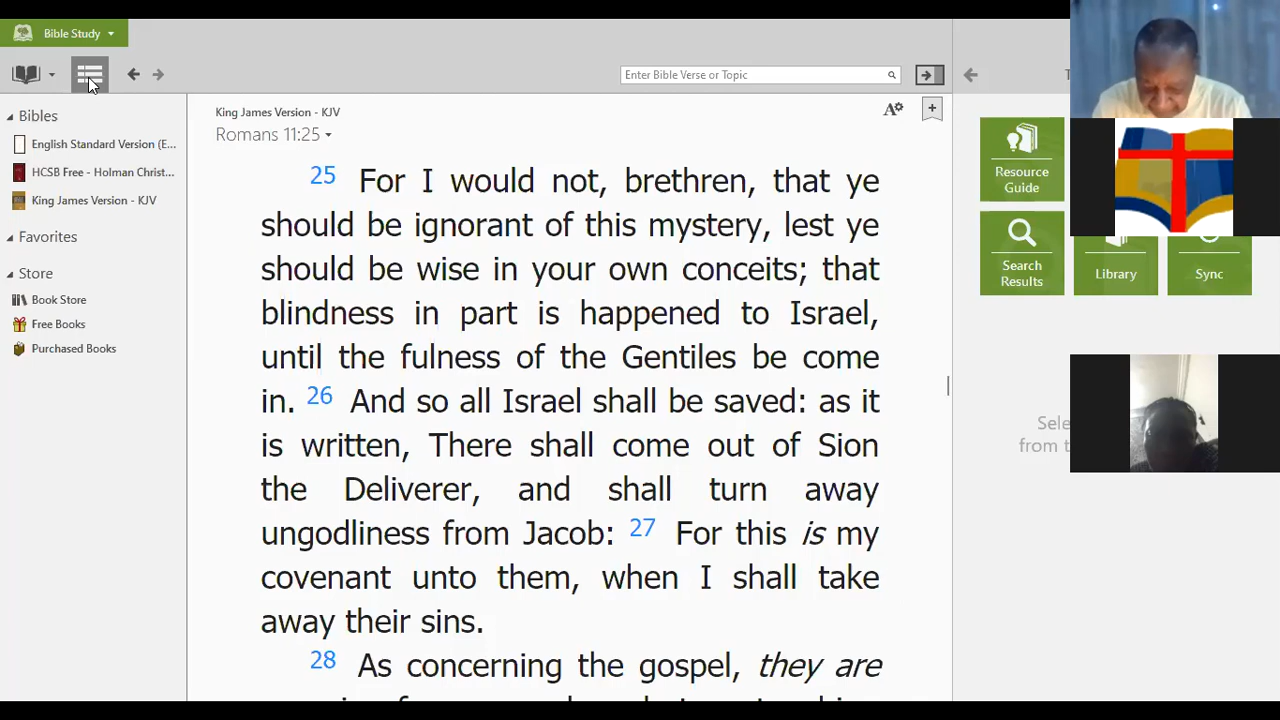 Bible Study
Enter Bible Verse or Topic
Bibles
English Standard Version (E...
HCSB Free - Holman Christ...
King James Version - KJV
Favorites
Store
Book Store
Free Books
Purchased Books
King James Version - KJV
Romans 11:25
25 For I would not, brethren, that ye
should be ignorant of this mystery, lest ye
should be wise in your own conceits; that
blindness in part is happened to Israel,
until the fulness of the Gentiles be come
in. 26 And so all Israel shall be saved: as it
is written, There shall come out of Sion
the Deliverer, and shall turn away
ungodliness from Jacob: 27 For this is my
covenant unto them, when I shall take
away their sins.
28 As concerning the gospel, they are
Resource
Guide
Search
Results
Library
Sync
Sele
from t